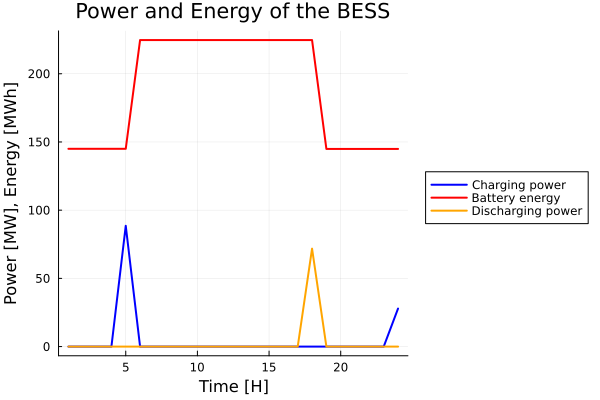 Power and Energy of the BESS
Power [MW], Energy [MWh]
200
150
100
50
0
5
10
15
20
Time [H]
Charging power
Battery energy
Discharging power